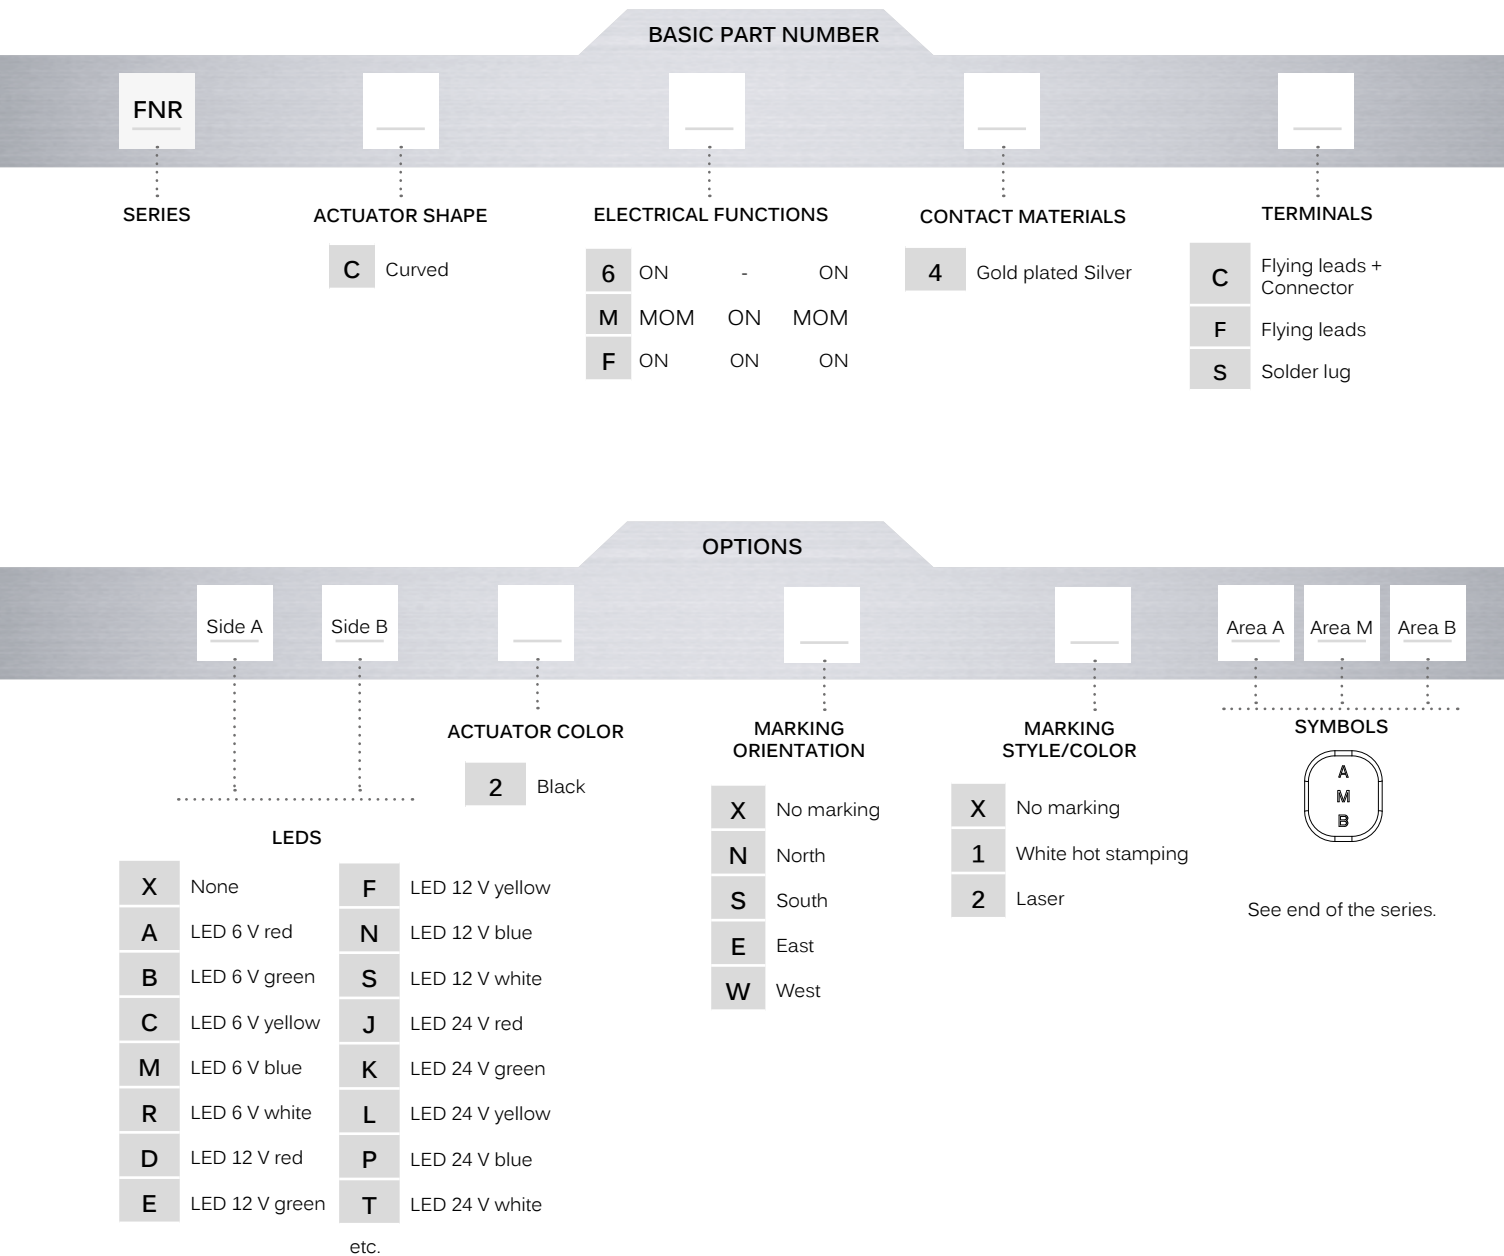 BASIC PART NUMBER
FNR
SERIES
ACTUATOR SHAPE
C Curved
ELECTRICAL FUNCTIONS
6 ON - ON
M MOM ON MOM
F ON ON ON
CONTACT MATERIALS
4 Gold plated Silver
TERMINALS
C Flying leads +
Connector
F Flying leads
S Solder lug
OPTIONS
Side A Side B
Area A Area M Area B
LEDS
X None
A LED 6 V red
B LED 6 V green
C LED 6 V yellow
M LED 6 V blue
R LED 6 V white
D LED 12 V red
E LED 12 V green
F LED 12 V yellow
N LED 12 V blue
S LED 12 V white
J LED 24 V red
K LED 24 V green
L LED 24 V yellow
P LED 24 V blue
T LED 24 V white
etc.
ACTUATOR COLOR
2 Black
MARKING
ORIENTATION
X No marking
N North
S South
E East
W West
MARKING
STYLE/COLOR
X No marking
1 White hot stamping
2 Laser
SYMBOLS
A
M
B
See end of the series.